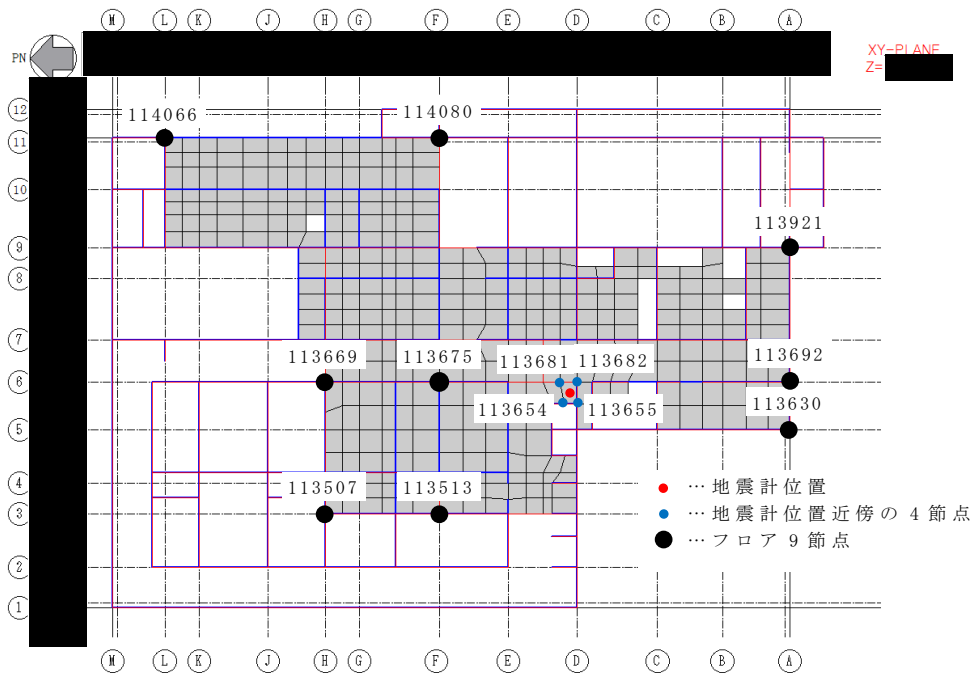 M L K J H G F E D C B A
PN
XY-PLANE
Z=
12
114066 114080
11
10
113921
9
8
7
113669 113675 113681 113682 113692
6
113654 113655 113630
5
4
113507 113513
3
2
1
…地震計位置
…地震計位置近傍の4節点
…フロア9節点
M L K J H G F E D C B A